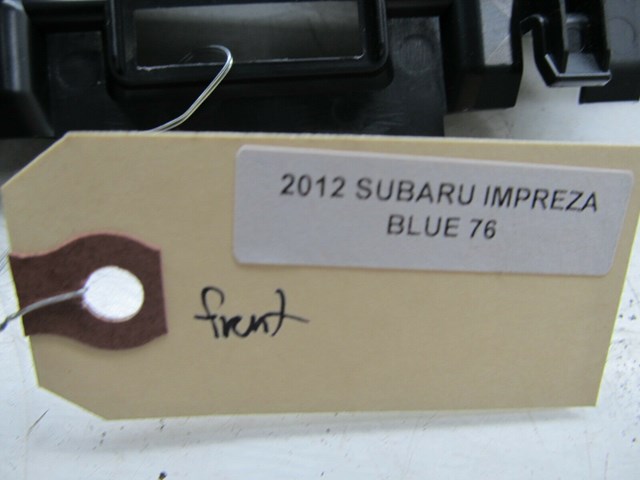 2012 SUBARU IMPREZA
BLUE 76
front